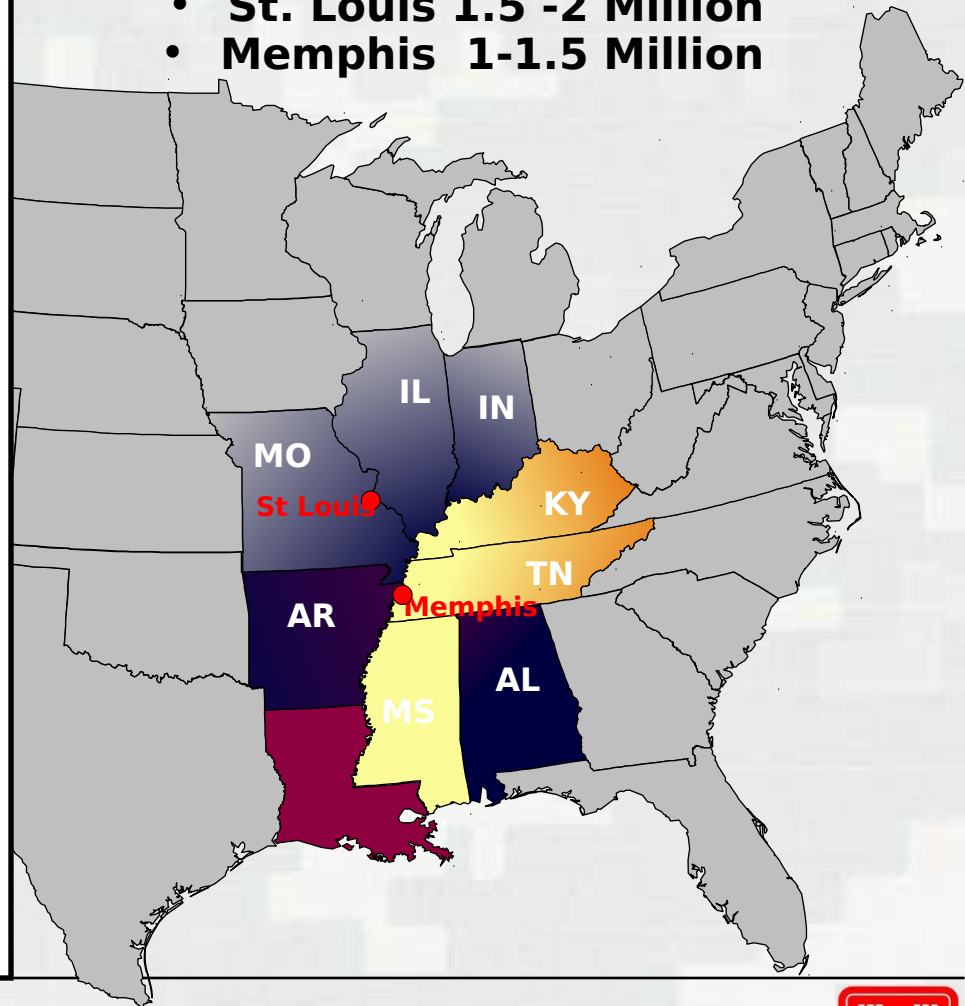 • St. Louis 1.5 -2 Million
• Memphis 1-1.5 Million
IL
IN
MO
St Louis
KY
TN
Memphis
AR
AL
MS